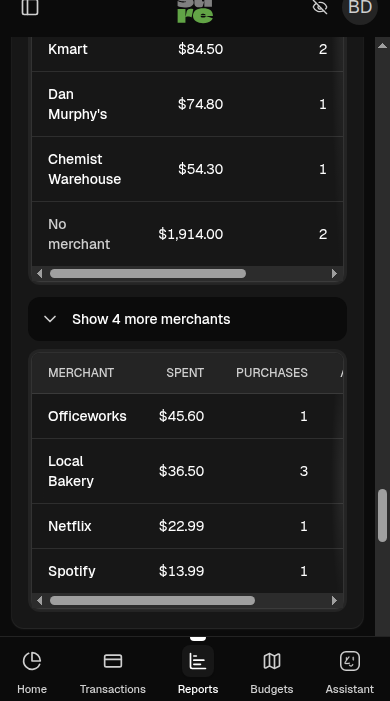 sure
BD
Kmart $84.50 2
Dan
Murphy's $74.80 1
Chemist
Warehouse $54.30 1
No
merchant $1,914.00 2
Show 4 more merchants
MERCHANT SPENT PURCHASES
Officeworks $45.60 1
Local
Bakery $36.50 3
Netflix $22.99 1
Spotify $13.99 1
Home Transactions Reports Budgets Assistant